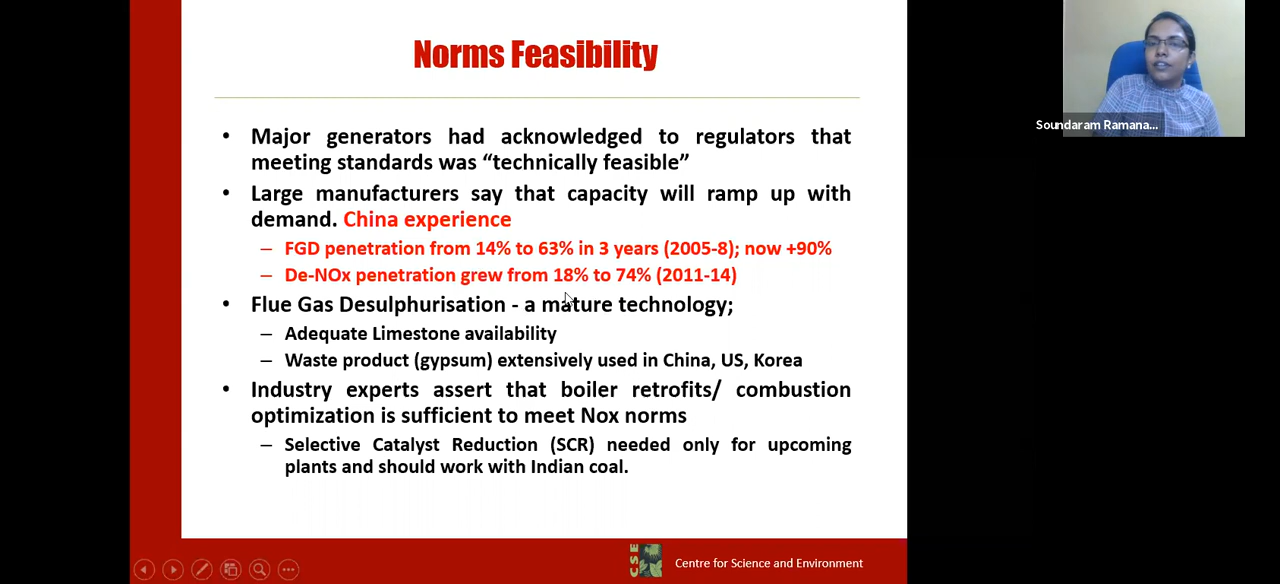 Norms Feasibility
• Major generators had acknowledged to regulators that
meeting standards was “technically feasible”
• Large manufacturers say that capacity will ramp up with
demand. China experience
– FGD penetration from 14% to 63% in 3 years (2005-8); now +90%
– De-NOx penetration grew from 18% to 74% (2011-14)
• Flue Gas Desulphurisation - a mature technology;
– Adequate Limestone availability
– Waste product (gypsum) extensively used in China, US, Korea
• Industry experts assert that boiler retrofits/ combustion
optimization is sufficient to meet Nox norms
– Selective Catalyst Reduction (SCR) needed only for upcoming
plants and should work with Indian coal.
CSE
Centre for Science and Environment
Soundaram Ramana...